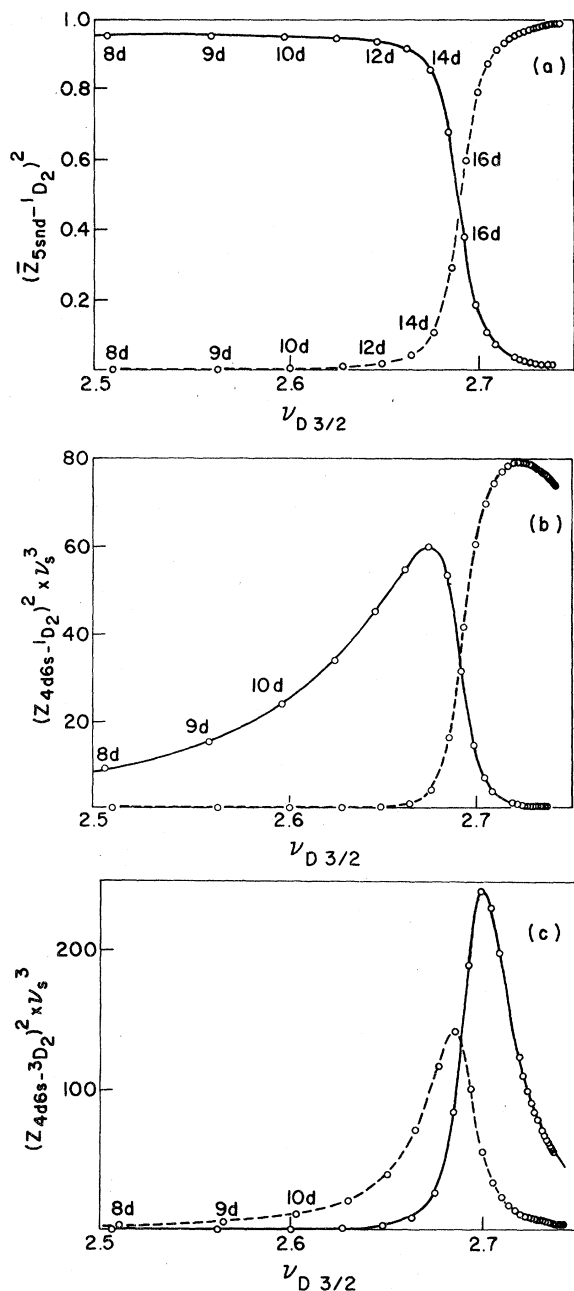 1.0
8d 9d 10d 12d 14d (a)
0.8
0.6 16d
(Z̄5snd-¹D2)²
0.4 16d
0.2
8d 9d 10d 12d 14d
2.5 2.6 2.7
νD 3/2
80
(b)
60
(Z4d6s-¹D2)² x νs³
40
10d
20 9d
8d
2.5 2.6 2.7
νD 3/2
(c)
200
(Z4d6s-³D2)² x νs³
100
8d 9d 10d
2.5 2.6 2.7
νD 3/2